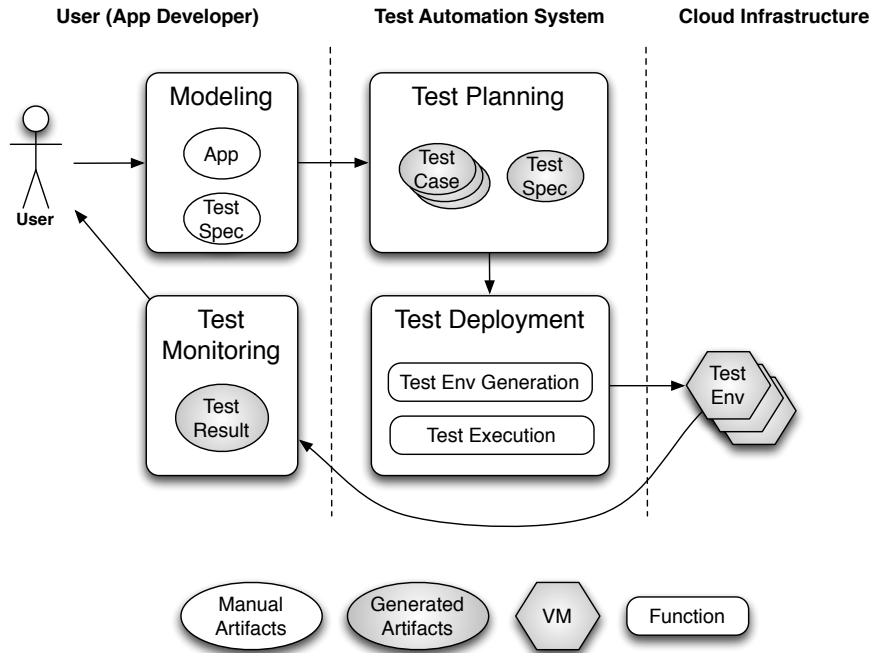 User (App Developer)
Test Automation System
Cloud Infrastructure
Modeling
App
Test
Spec
User
Test Planning
Test
Case
Test
Spec
Test
Monitoring
Test
Result
Test Deployment
Test Env Generation
Test Execution
Test
Env
Manual
Artifacts
Generated
Artifacts
VM
Function